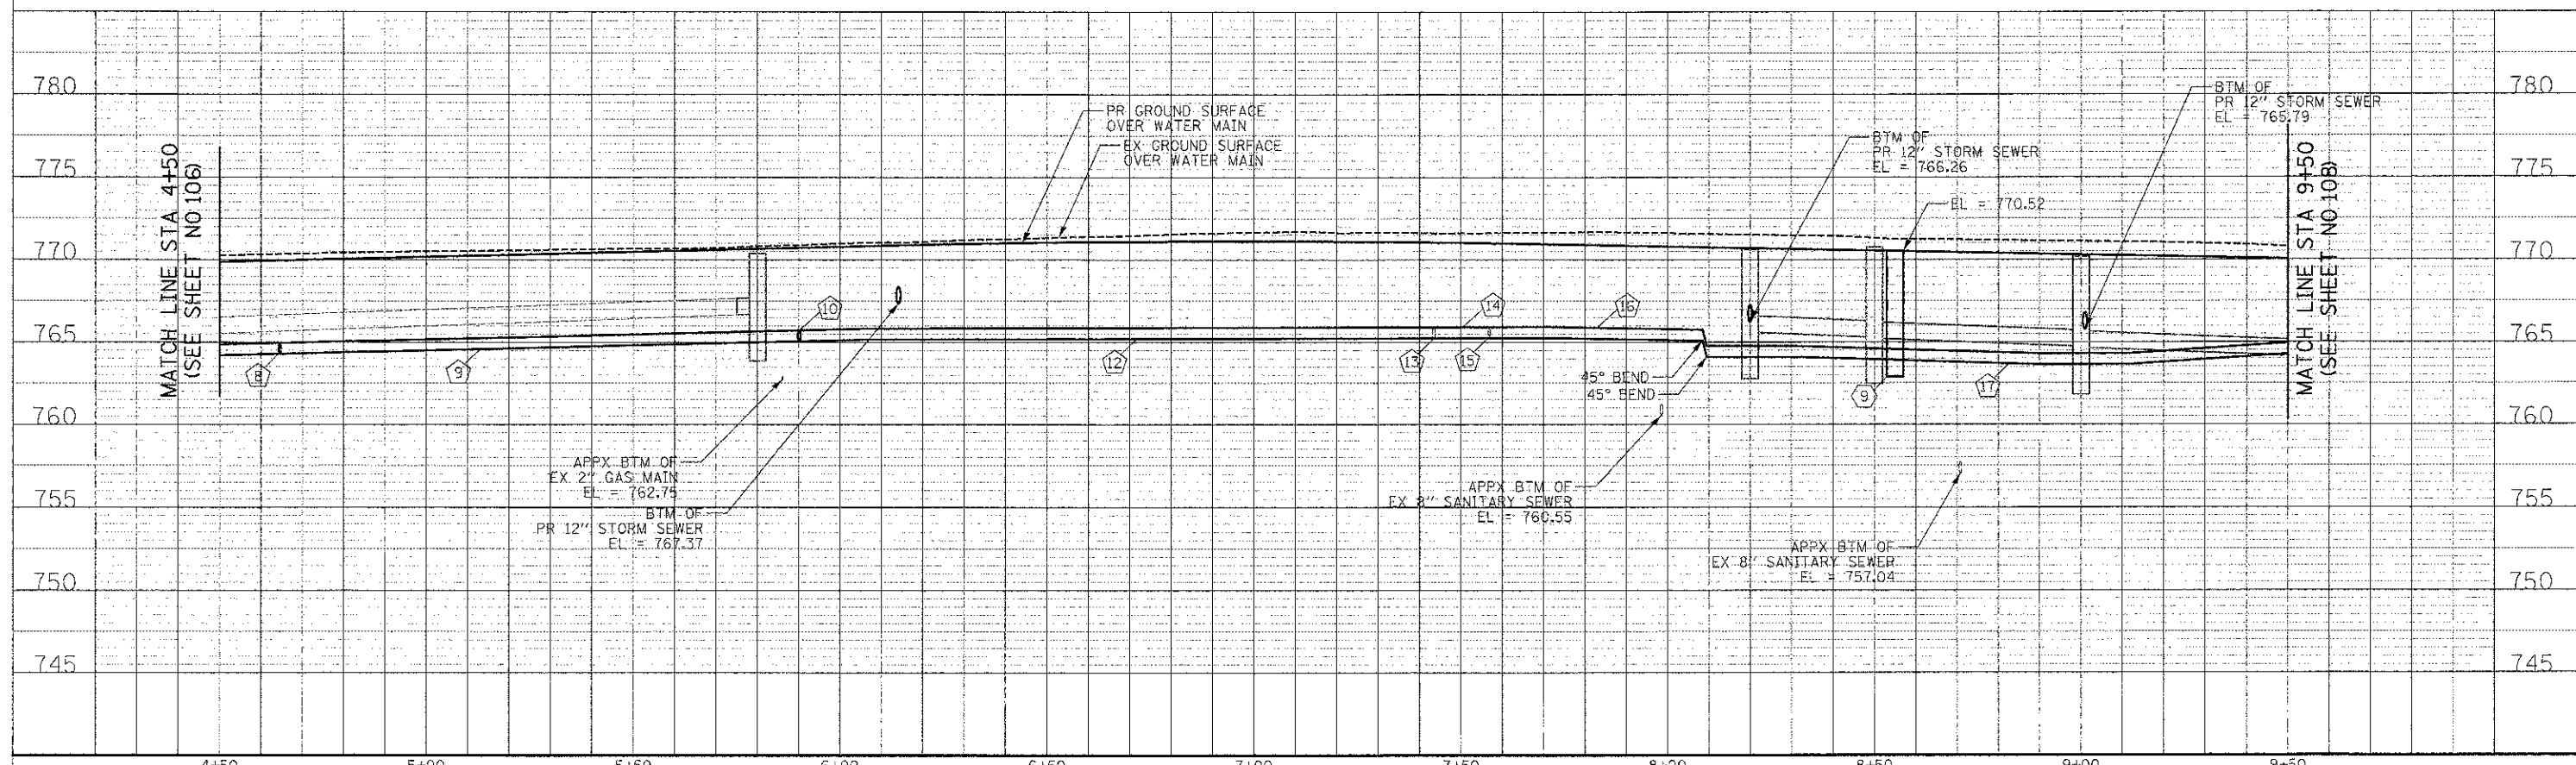 780
775
770
765
760
755
750
745
MATCH LINE STA 4+50
(SEE SHEET NO 106)
8
9
APPX BTM OF
EX 2" GAS MAIN
EL = 762.75
BTM OF
PR 12" STORM SEWER
EL = 767.37
10
PR GROUND SURFACE
OVER WATER MAIN
EX GROUND SURFACE
OVER WATER MAIN
12
13
14
15
16
45° BEND
45° BEND
APPX BTM OF
EX 8" SANITARY SEWER
EL = 760.55
BTM OF
PR 12" STORM SEWER
EL = 766.26
EL = 770.52
9
17
APPX BTM OF
EX 8" SANITARY SEWER
EL = 757.04
BTM OF
PR 12" STORM SEWER
EL = 765.79
MATCH LINE STA 9+50
(SEE SHEET NO 108)
780
775
770
765
760
755
750
745
4+50
5+00
5+50
6+00
6+50
7+00
7+50
8+00
8+50
9+00
9+50